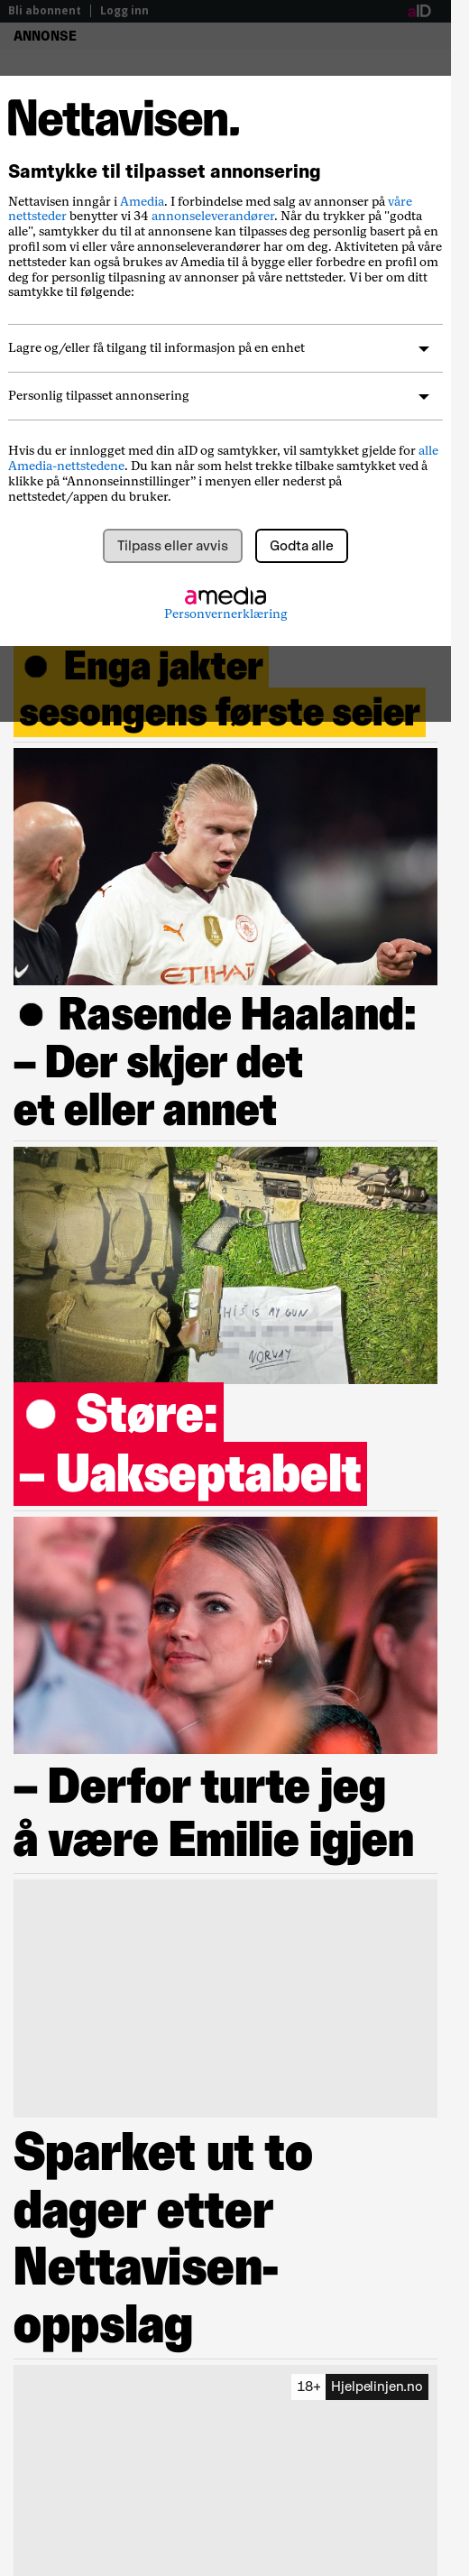 Bli abonnent | Logg inn
aID
ANNONSE
Nettavisen.
Samtykke til tilpasset annonsering
Nettavisen inngår i Amedia. I forbindelse med salg av annonser på våre
nettsteder benytter vi 34 annonseleverandører. Når du trykker på "godta
alle", samtykker du til at annonsene kan tilpasses deg personlig basert på en
profil som vi eller våre annonseleverandører har om deg. Aktiviteten på våre
nettsteder kan også brukes av Amedia til å bygge eller forbedre en profil om
deg for personlig tilpasning av annonser på våre nettsteder. Vi ber om ditt
samtykke til følgende:
Lagre og/eller få tilgang til informasjon på en enhet
Personlig tilpasset annonsering
Hvis du er innlogget med din aID og samtykker, vil samtykket gjelde for alle
Amedia-nettstedene. Du kan når som helst trekke tilbake samtykket ved å
klikke på “Annonseinnstillinger” i menyen eller nederst på
nettstedet/appen du bruker.
Tilpass eller avvis
Godta alle
amedia
Personvernerklæring
Enga jakter
sesongens første seier
ETIHAD
Rasende Haaland:
– Der skjer det
et eller annet
THIS IS MY GUN
NORWAY
Støre:
– Uakseptabelt
– Derfor turte jeg
å være Emilie igjen
Sparket ut to
dager etter
Nettavisen-
oppslag
18+ Hjelpelinjen.no